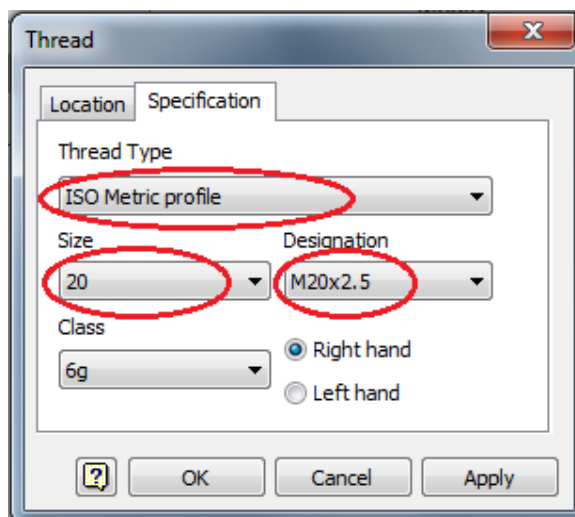 Thread
Location Specification
Thread Type
ISO Metric profile
Size Designation
20 M20x2.5
Class
6g
Right hand
Left hand
? OK Cancel Apply